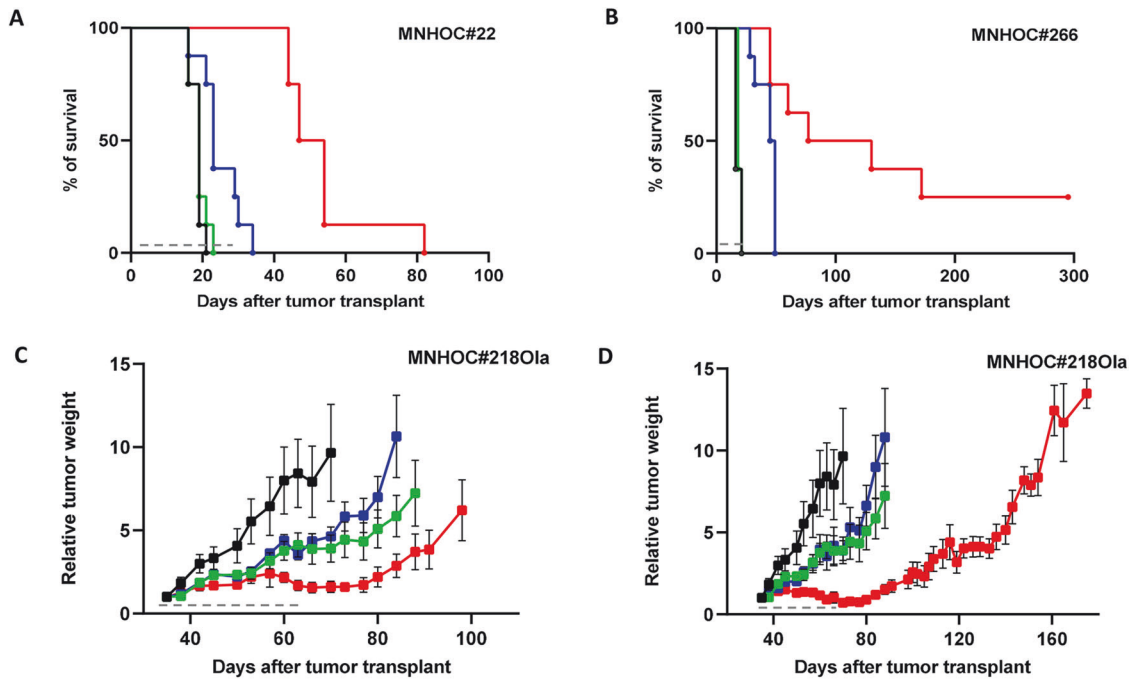 A
MNHOC#22
% of survival
100
50
0
0 20 40 60 80 100
Days after tumor transplant
B
MNHOC#266
% of survival
100
50
0
0 100 200 300
Days after tumor transplant
C
MNHOC#218Ola
Relative tumor weight
15
10
5
0
40 60 80 100
Days after tumor transplant
D
MNHOC#218Ola
Relative tumor weight
15
10
5
0
40 80 120 160
Days after tumor transplant